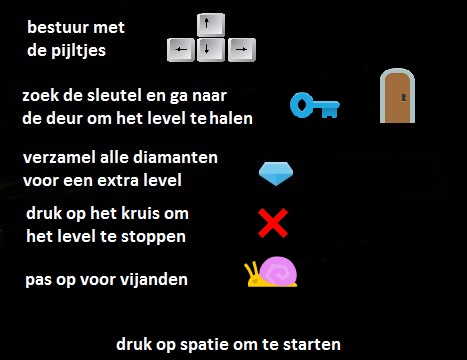 bestuur met
de pijltjes
zoek de sleutel en ga naar
de deur om het level te halen
verzamel alle diamanten
voor een extra level
druk op het kruis om
het level te stoppen
pas op voor vijanden
druk op spatie om te starten